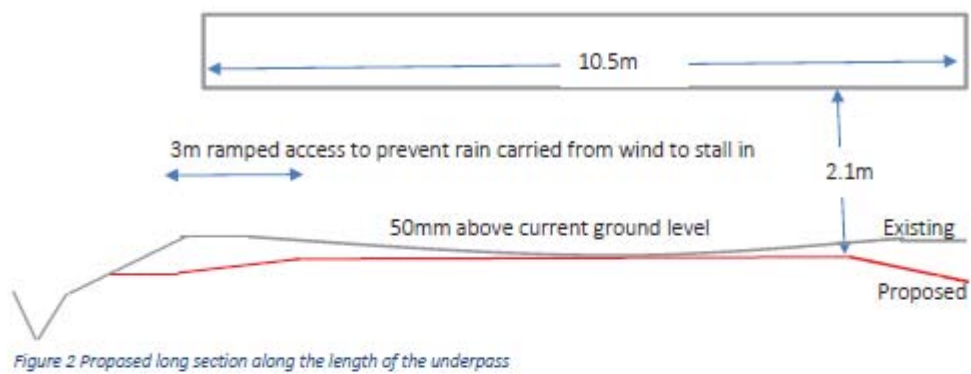 10.5m
3m ramped access to prevent rain carried from wind to stall in
2.1m
50mm above current ground level
Existing
Proposed
Figure 2 Proposed long section along the length of the underpass